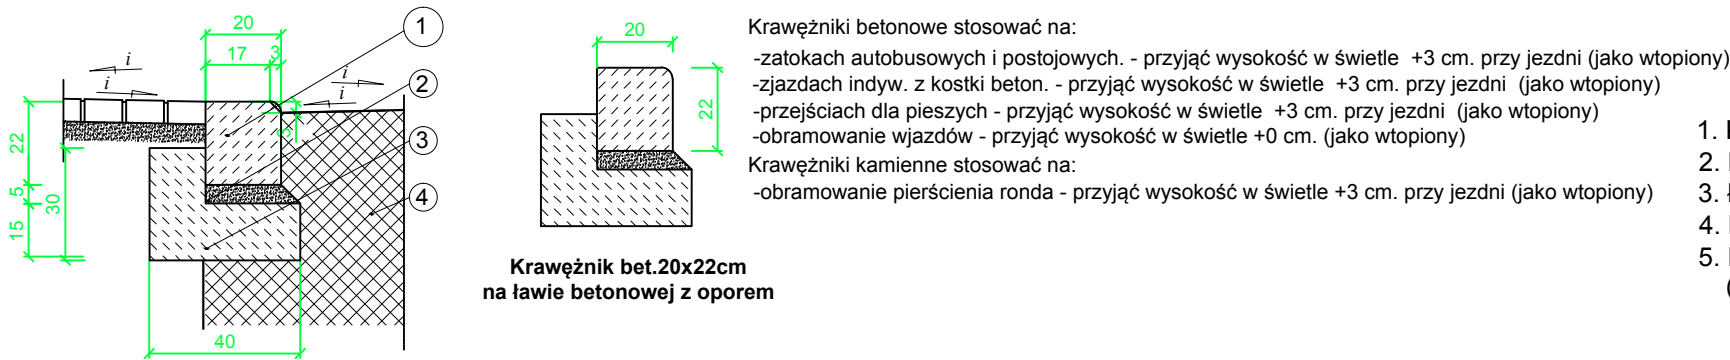 20
17
3
1
i
i
i
i
2
3
22
3
5
30
15
4
40
20
22
Krawężnik bet.20x22cm
na ławie betonowej z oporem
Krawężniki betonowe stosować na:
-zatokach autobusowych i postojowych. - przyjąć wysokość w świetle +3 cm. przy jezdni (jako wtopiony)
-zjazdach indyw. z kostki beton. - przyjąć wysokość w świetle +3 cm. przy jezdni (jako wtopiony)
-przejściach dla pieszych - przyjąć wysokość w świetle +3 cm. przy jezdni (jako wtopiony)
-obramowanie wjazdów - przyjąć wysokość w świetle +0 cm. (jako wtopiony)
Krawężniki kamienne stosować na:
-obramowanie pierścienia ronda - przyjąć wysokość w świetle +3 cm. przy jezdni (jako wtopiony)
1.
2.
3.
4.
5.
(